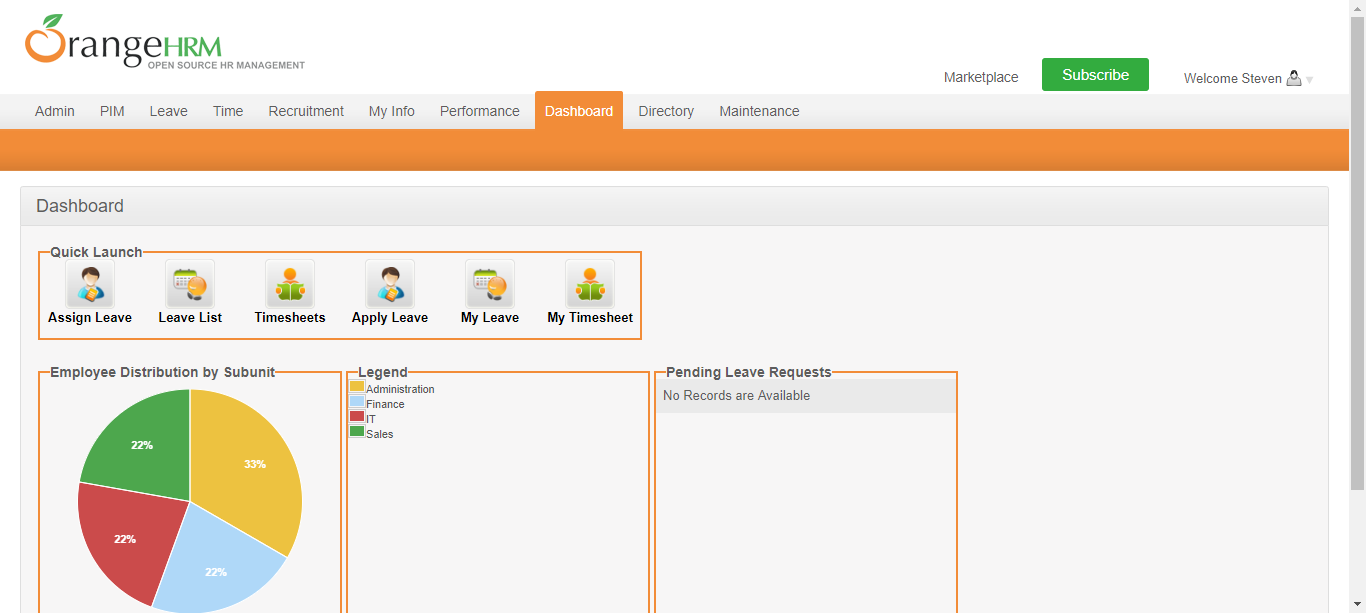 OrangeHRM
OPEN SOURCE HR MANAGEMENT
Marketplace Subscribe Welcome Steven
Admin PIM Leave Time Recruitment My Info Performance Dashboard Directory Maintenance
Dashboard
Quick Launch
Assign Leave Leave List Timesheets Apply Leave My Leave My Timesheet
Employee Distribution by Subunit
22%
33%
22%
22%
Legend
Administration
Finance
IT
Sales
Pending Leave Requests
No Records are Available